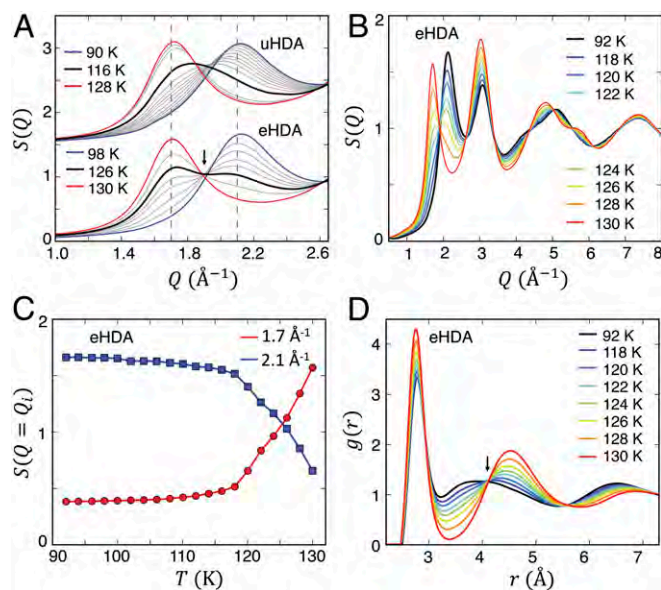 A
90 K
116 K
128 K
uHDA
98 K
126 K
130 K
eHDA
S(Q)
3
2
1
0
1.0 1.4 1.8 2.2 2.6
Q (Å⁻¹)
B
eHDA
92 K
118 K
120 K
122 K
124 K
126 K
128 K
130 K
S(Q)
2
1
0
1 2 3 4 5 6 7 8
Q (Å⁻¹)
C
eHDA
1.7 Å⁻¹
2.1 Å⁻¹
S(Q = Qᵢ)
2
1
0
90 100 110 120 130
T (K)
D
eHDA
92 K
118 K
120 K
122 K
124 K
126 K
128 K
130 K
g(r)
4
3
2
1
0
3 4 5 6 7
r (Å)